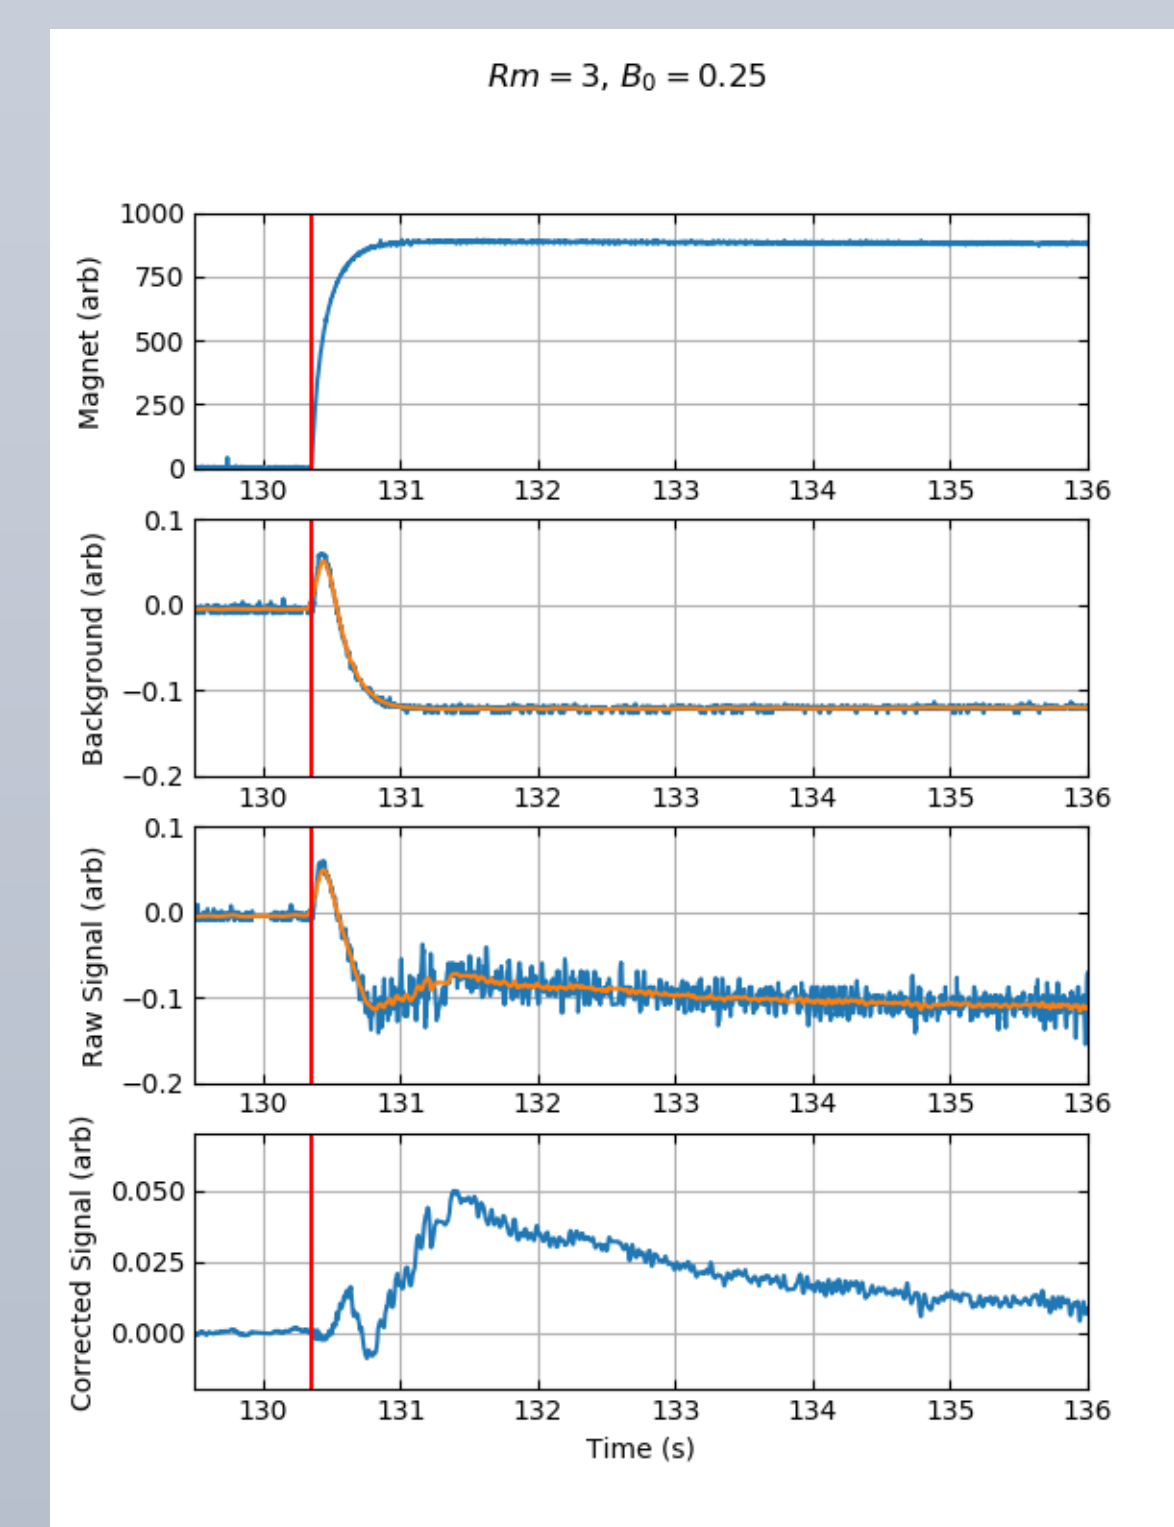 Rm = 3, B₀ = 0.25
Magnet (arb)
1000
750
500
250
0
130 131 132 133 134 135 136
Background (arb)
0.1
0.0
−0.1
−0.2
130 131 132 133 134 135 136
Raw Signal (arb)
0.1
0.0
−0.1
−0.2
130 131 132 133 134 135 136
Corrected Signal (arb)
0.050
0.025
0.000
130 131 132 133 134 135 136
Time (s)